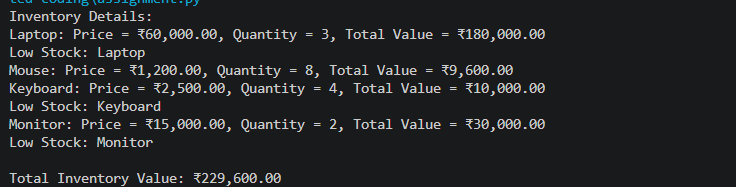 Inventory Details:
Laptop: Price = ₹60,000.00, Quantity = 3, Total Value = ₹180,000.00
Low Stock: Laptop
Mouse: Price = ₹1,200.00, Quantity = 8, Total Value = ₹9,600.00
Keyboard: Price = ₹2,500.00, Quantity = 4, Total Value = ₹10,000.00
Low Stock: Keyboard
Monitor: Price = ₹15,000.00, Quantity = 2, Total Value = ₹30,000.00
Low Stock: Monitor
Total Inventory Value: ₹229,600.00